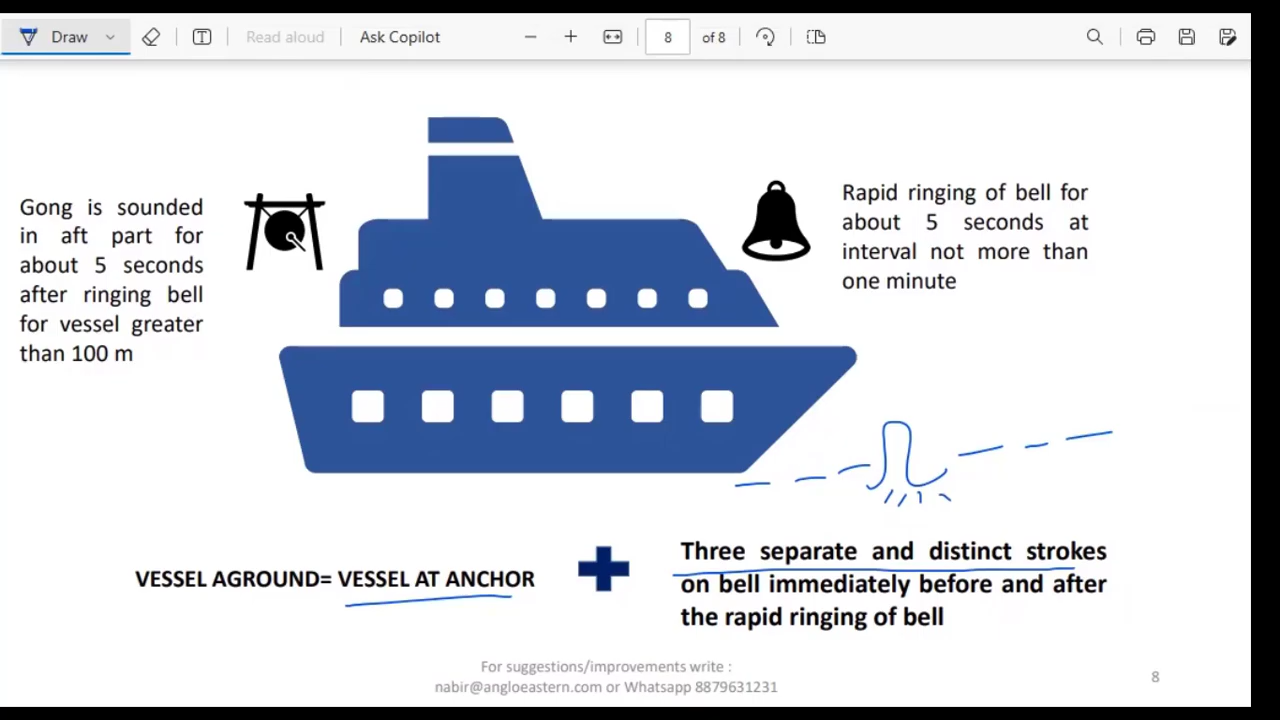 Draw
Read aloud
Ask Copilot
8
of 8
Gong is sounded
in aft part for
about 5 seconds
after ringing bell
for vessel greater
than 100 m
Rapid ringing of bell for
about 5 seconds at
interval not more than
one minute
VESSEL AGROUND= VESSEL AT ANCHOR
Three separate and distinct strokes
on bell immediately before and after
the rapid ringing of bell
For suggestions/improvements write :
nabir@angloeastern.com or Whatsapp 8879631231
8